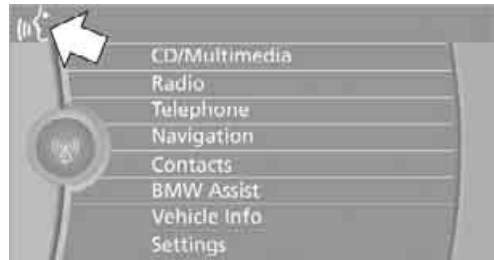 CD/Multimedia
Radio
Telephone
Navigation
Contacts
BMW Assist
Vehicle Info
Settings